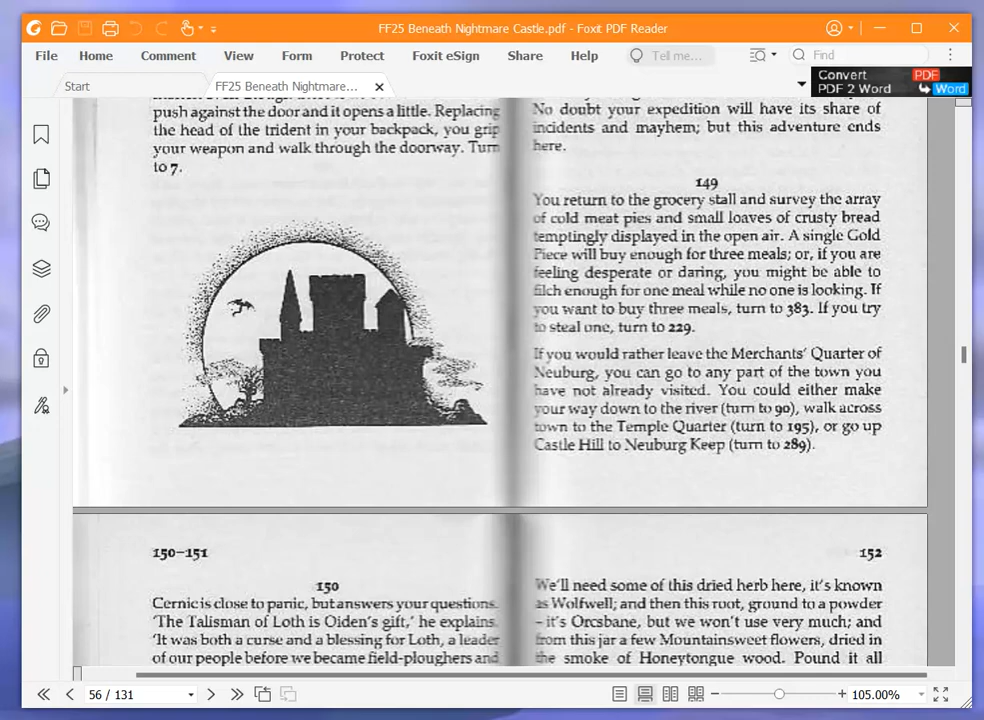 FF25 Beneath Nightmare Castle.pdf - Foxit PDF Reader
File Home Comment View Form Protect Foxit eSign Share Help Tell me... Find
Start
FF25 Beneath Nightmare...
Convert PDF
PDF 2 Word Word
push against the door and it opens a little. Replacing
the head of the trident in your backpack, you grip
your weapon and walk through the doorway. Turn
to 7.
No doubt your expedition will have its share of
incidents and mayhem; but this adventure ends
here.
149
You return to the grocery stall and survey the array
of cold meat pies and small loaves of crusty bread
temptingly displayed in the open air. A single Gold
Piece will buy enough for three meals; or, if you are
feeling desperate or daring, you might be able to
filch enough for one meal while no one is looking. If
you want to buy three meals, turn to 383. If you try
to steal one, turn to 229.
If you would rather leave the Merchants' Quarter of
Neuburg, you can go to any part of the town you
have not already visited. You could either make
your way down to the river (turn to 90), walk across
town to the Temple Quarter (turn to 195), or go up
Castle Hill to Neuburg Keep (turn to 289).
150-151
150
Cernic is close to panic, but answers your questions.
'The Talisman of Loth is Oiden's gift,' he explains.
'It was both a curse and a blessing for Loth, a leader
of our people before we became field-ploughers and
152
We'll need some of this dried herb here, it's known
as Wolfwell; and then this root, ground to a powder
- it's Orcsbane, but we won't use very much; and
from this jar a few Mountainsweet flowers, dried in
the smoke of Honeytongue wood. Pound it all
56 / 131
105.00%